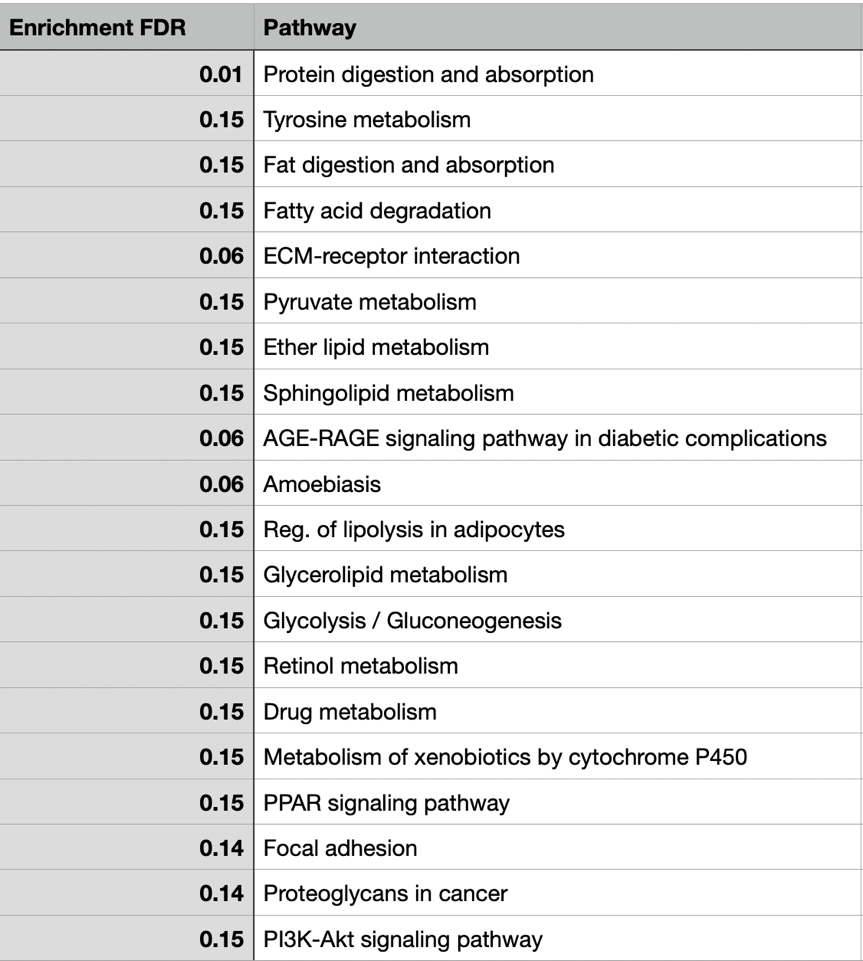 Enrichment FDR Pathway
0.01 Protein digestion and absorption
0.15 Tyrosine metabolism
0.15 Fat digestion and absorption
0.15 Fatty acid degradation
0.06 ECM-receptor interaction
0.15 Pyruvate metabolism
0.15 Ether lipid metabolism
0.15 Sphingolipid metabolism
0.06 AGE-RAGE signaling pathway in diabetic complications
0.06 Amoebiasis
0.15 Reg. of lipolysis in adipocytes
0.15 Glycerolipid metabolism
0.15 Glycolysis / Gluconeogenesis
0.15 Retinol metabolism
0.15 Drug metabolism
0.15 Metabolism of xenobiotics by cytochrome P450
0.15 PPAR signaling pathway
0.14 Focal adhesion
0.14 Proteoglycans in cancer
0.15 PI3K-Akt signaling pathway